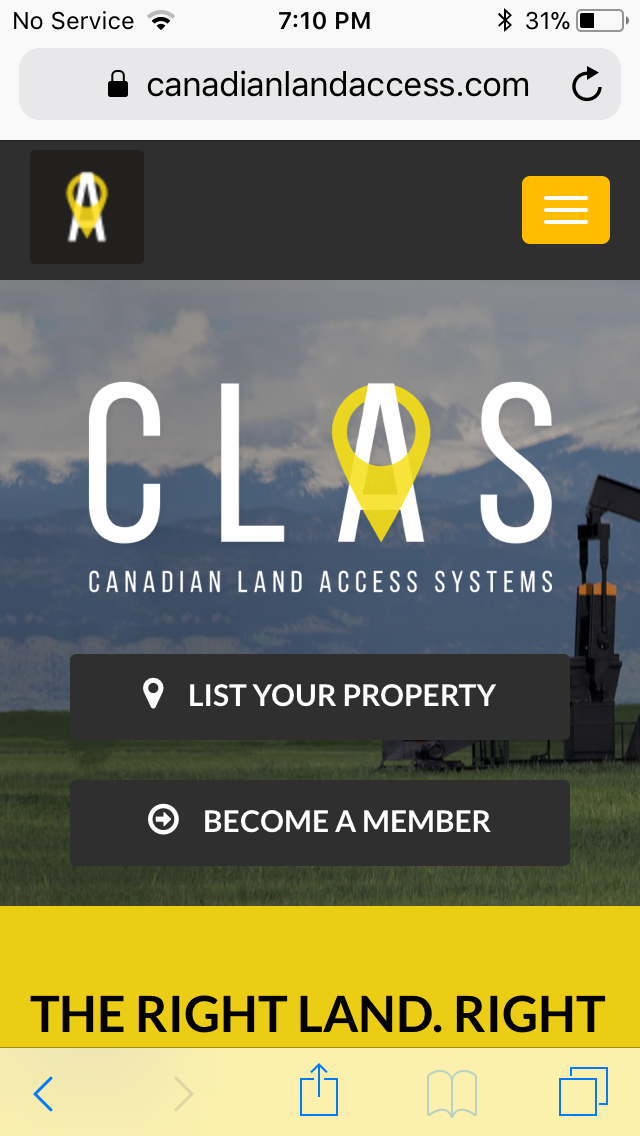 No Service 7:10 PM 31%
canadianlandaccess.com
A
CLAS
CANADIAN LAND ACCESS SYSTEMS
LIST YOUR PROPERTY
BECOME A MEMBER
THE RIGHT LAND. RIGHT